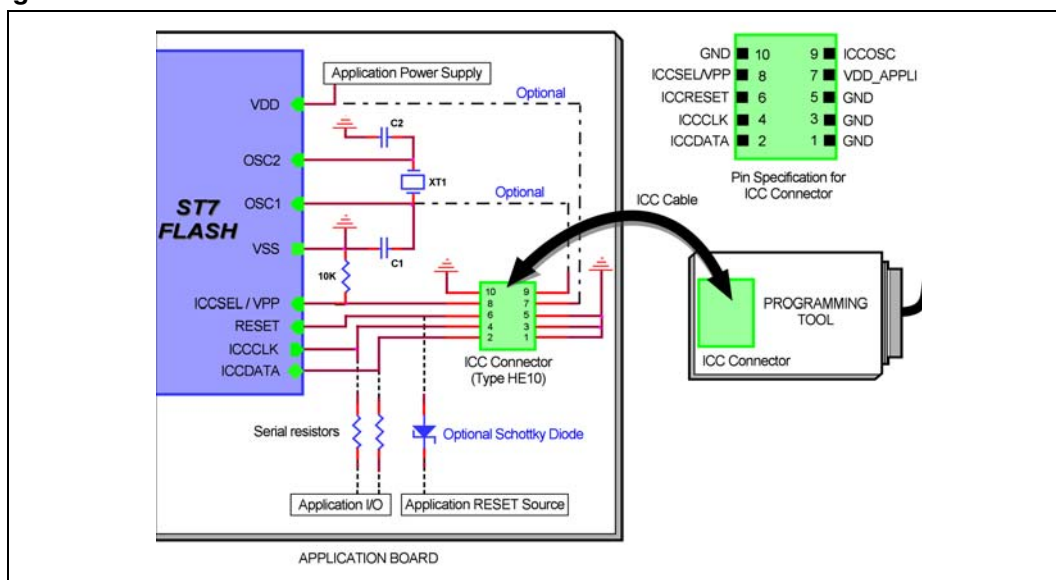 g
Application Power Supply
Optional
VDD
C2
OSC2
XT1
OSC1
Optional
ST7
FLASH
VSS
C1
10K
ICCSEL / VPP
RESET
ICCCLK
ICCDATA
10 9
8 7
6 5
4 3
2 1
ICC Connector
(Type HE10)
Serial resistors
Optional Schottky Diode
Application I/O
Application RESET Source
APPLICATION BOARD
GND 10 9 ICCOSC
ICCSEL/VPP 8 7 VDD_APPLI
ICCRESET 6 5 GND
ICCCLK 4 3 GND
ICCDATA 2 1 GND
Pin Specification for
ICC Connector
ICC Cable
PROGRAMMING
TOOL
ICC Connector